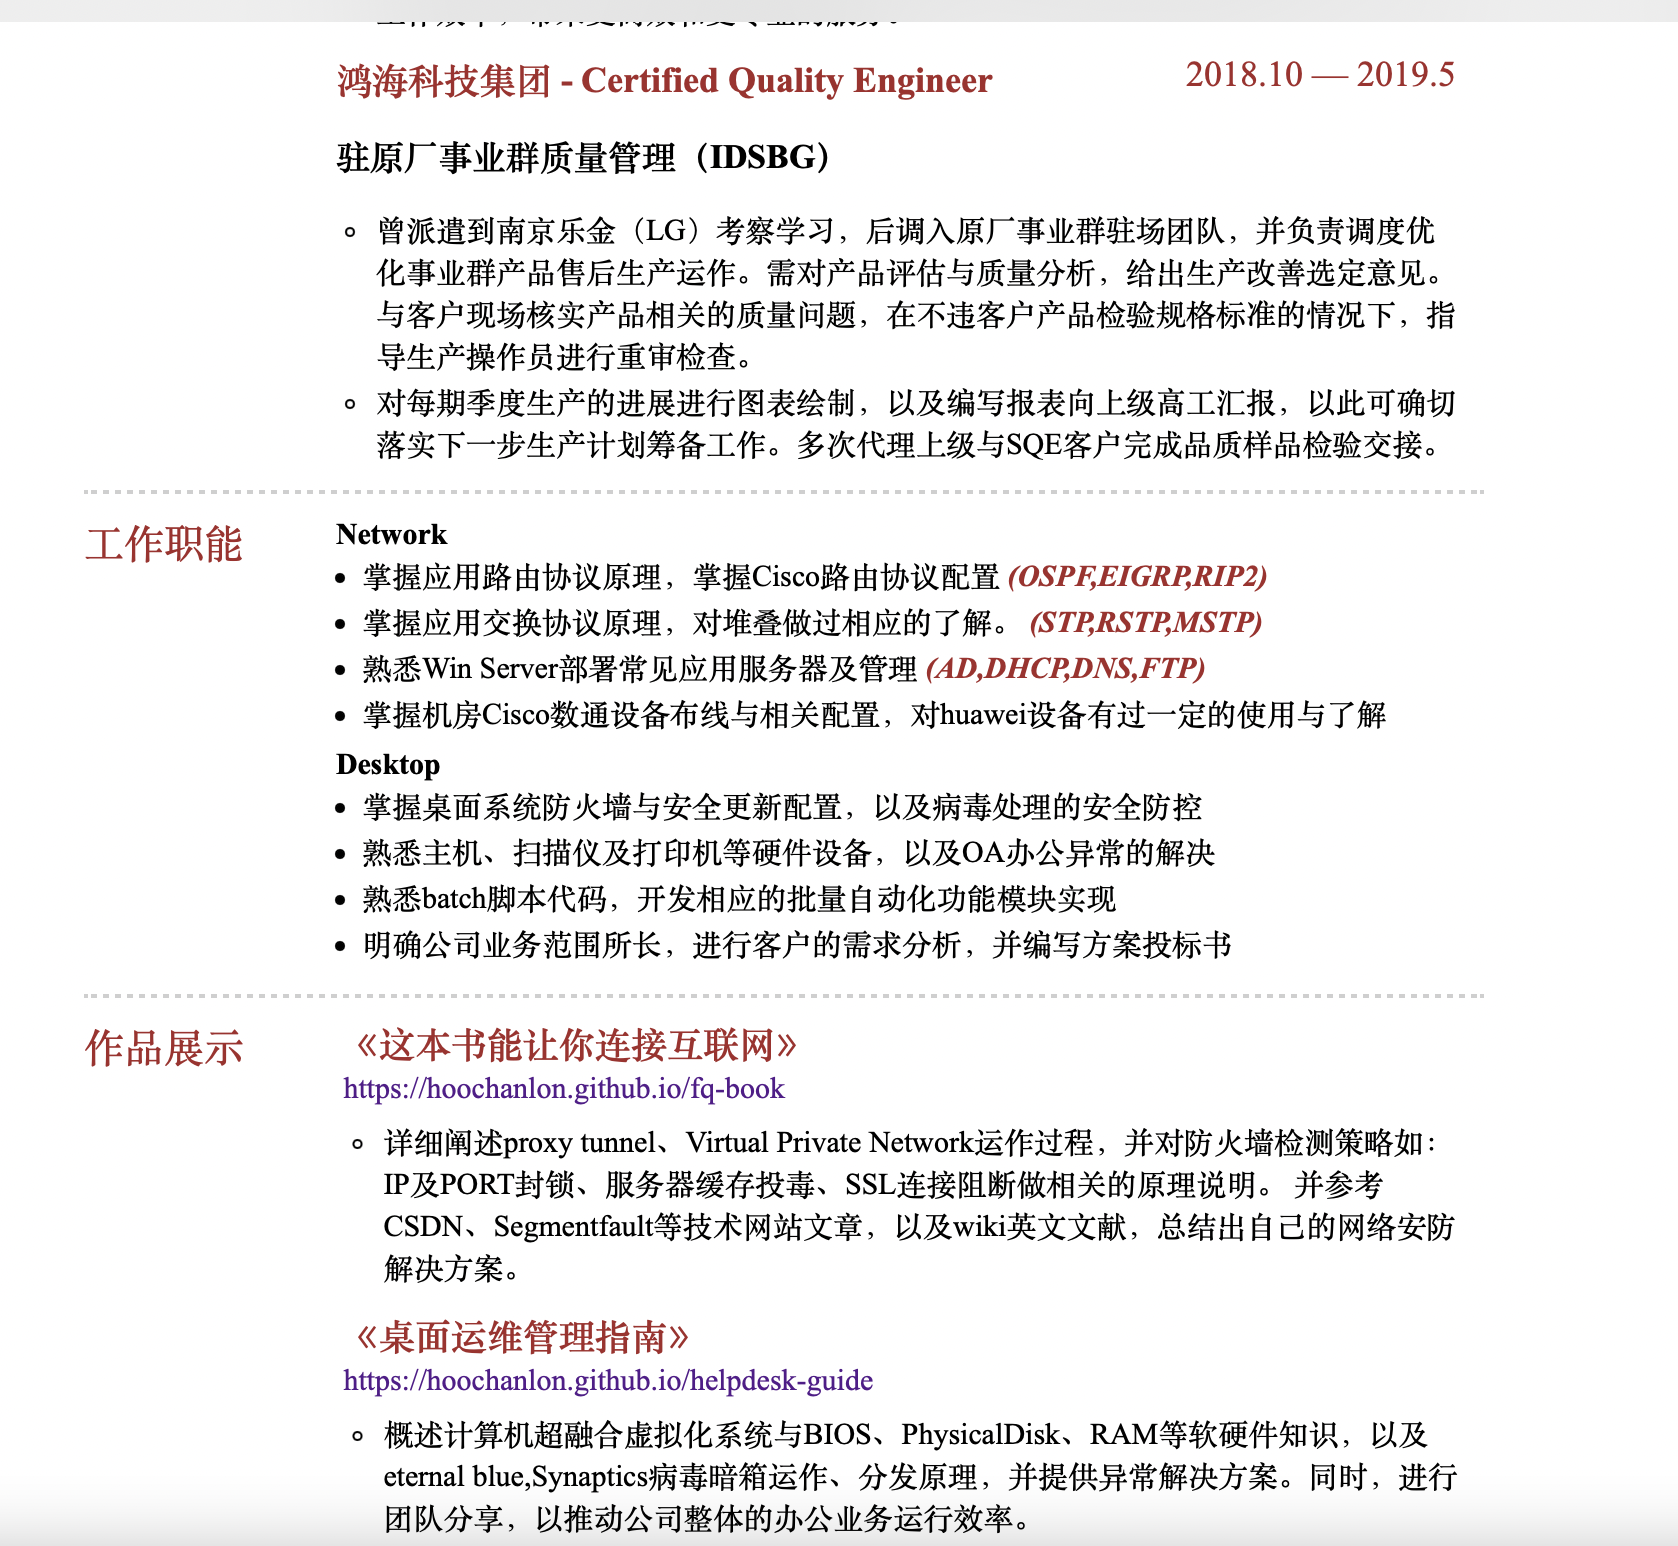 鸿海科技集团 - Certified Quality Engineer 2018.10 — 2019.5
驻原厂事业群质量管理（IDSBG）
曾派遣到南京乐金（LG）考察学习，后调入原厂事业群驻场团队，并负责调度优
化事业群产品售后生产运作。需对产品评估与质量分析，给出生产改善选定意见。
与客户现场核实产品相关的质量问题，在不违客户产品检验规格标准的情况下，指
导生产操作员进行重审检查。
对每期季度生产的进展进行图表绘制，以及编写报表向上级高工汇报，以此可确切
落实下一步生产计划筹备工作。多次代理上级与SQE客户完成品质样品检验交接。
工作职能
Network
掌握应用路由协议原理，掌握Cisco路由协议配置 (OSPF,EIGRP,RIP2)
掌握应用交换协议原理，对堆叠做过相应的了解。 (STP,RSTP,MSTP)
熟悉Win Server部署常见应用服务器及管理 (AD,DHCP,DNS,FTP)
掌握机房Cisco数通设备布线与相关配置，对huawei设备有过一定的使用与了解
Desktop
掌握桌面系统防火墙与安全更新配置，以及病毒处理的安全防控
熟悉主机、扫描仪及打印机等硬件设备，以及OA办公异常的解决
熟悉batch脚本代码，开发相应的批量自动化功能模块实现
明确公司业务范围所长，进行客户的需求分析，并编写方案投标书
作品展示
《这本书能让你连接互联网》
https://hoochanlon.github.io/fq-book
详细阐述proxy tunnel、Virtual Private Network运作过程，并对防火墙检测策略如：
IP及PORT封锁、服务器缓存投毒、SSL连接阻断做相关的原理说明。 并参考
CSDN、Segmentfault等技术网站文章，以及wiki英文文献，总结出自己的网络安防
解决方案。
《桌面运维管理指南》
https://hoochanlon.github.io/helpdesk-guide
概述计算机超融合虚拟化系统与BIOS、PhysicalDisk、RAM等软硬件知识，以及
eternal blue,Synaptics病毒暗箱运作、分发原理，并提供异常解决方案。同时，进行
团队分享，以推动公司整体的办公业务运行效率。